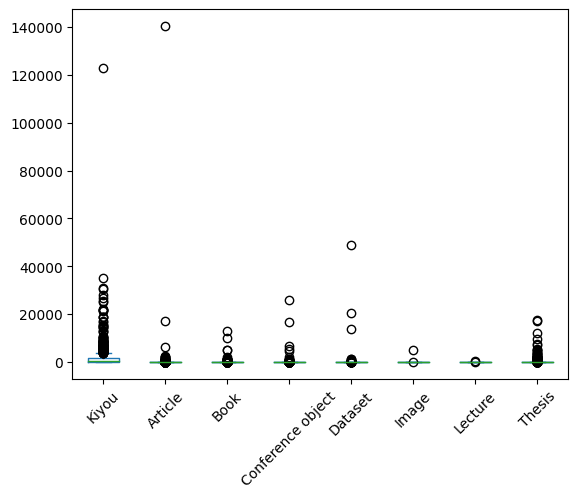 140000
120000
100000
80000
60000
40000
20000
0
Kiyou
Article
Book
Conference object
Dataset
Image
Lecture
Thesis